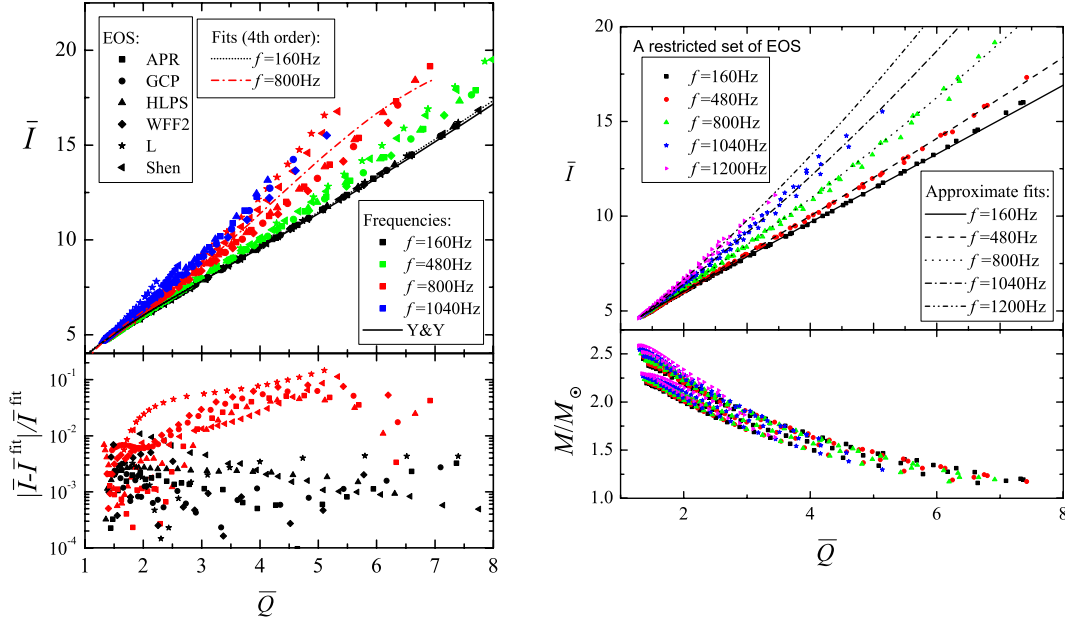 EOS:
APR
GCP
HLPS
WFF2
L
Shen
Fits (4th order):
f=160Hz
f=800Hz
Frequencies:
f=160Hz
f=480Hz
f=800Hz
f=1040Hz
Y&Y
20
15
10
5
Ī
10⁻¹
10⁻²
10⁻³
10⁻⁴
|Ī-Ī fit|/Ī fit
1 2 3 4 5 6 7 8
Q̄
A restricted set of EOS
f=160Hz
f=480Hz
f=800Hz
f=1040Hz
f=1200Hz
Approximate fits:
f=160Hz
f=480Hz
f=800Hz
f=1040Hz
f=1200Hz
20
15
10
5
Ī
2.5
2.0
1.5
1.0
M/M⊙
2 4 6 8
Q̄